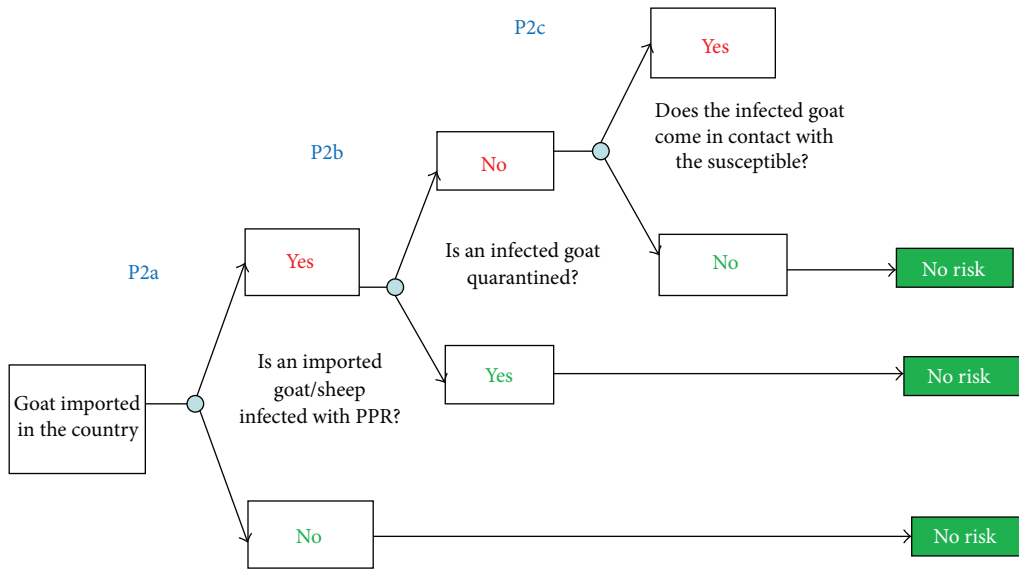 P2c
Yes
Does the infected goat
come in contact with
the susceptible?
P2b
No
Is an infected goat
quarantined?
No
No risk
P2a
Yes
Is an imported
goat/sheep
infected with PPR?
Yes
No risk
Goat imported
in the country
No
No risk